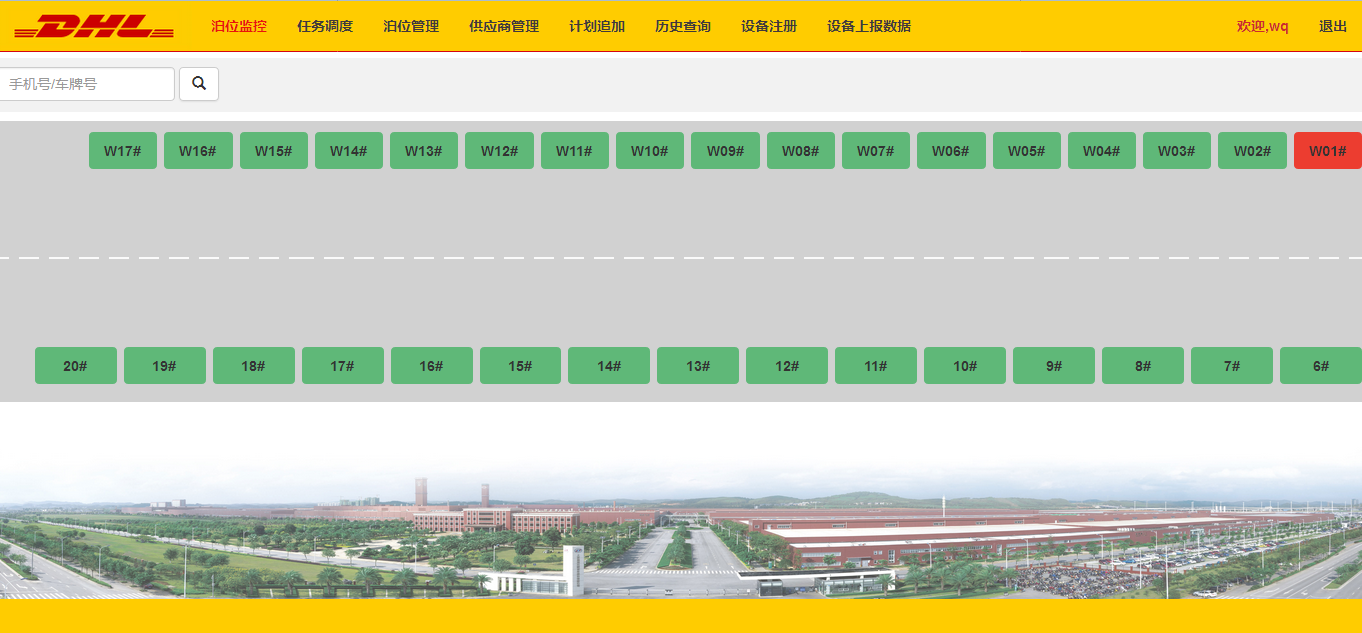 DHL 泊位监控 任务调度 泊位管理 供应商管理 计划追加 历史查询 设备注册 设备上报数据 欢迎,wq 退出
手机号/车牌号
W17# W16# W15# W14# W13# W12# W11# W10# W09# W08# W07# W06# W05# W04# W03# W02# W01#
20# 19# 18# 17# 16# 15# 14# 13# 12# 11# 10# 9# 8# 7# 6#